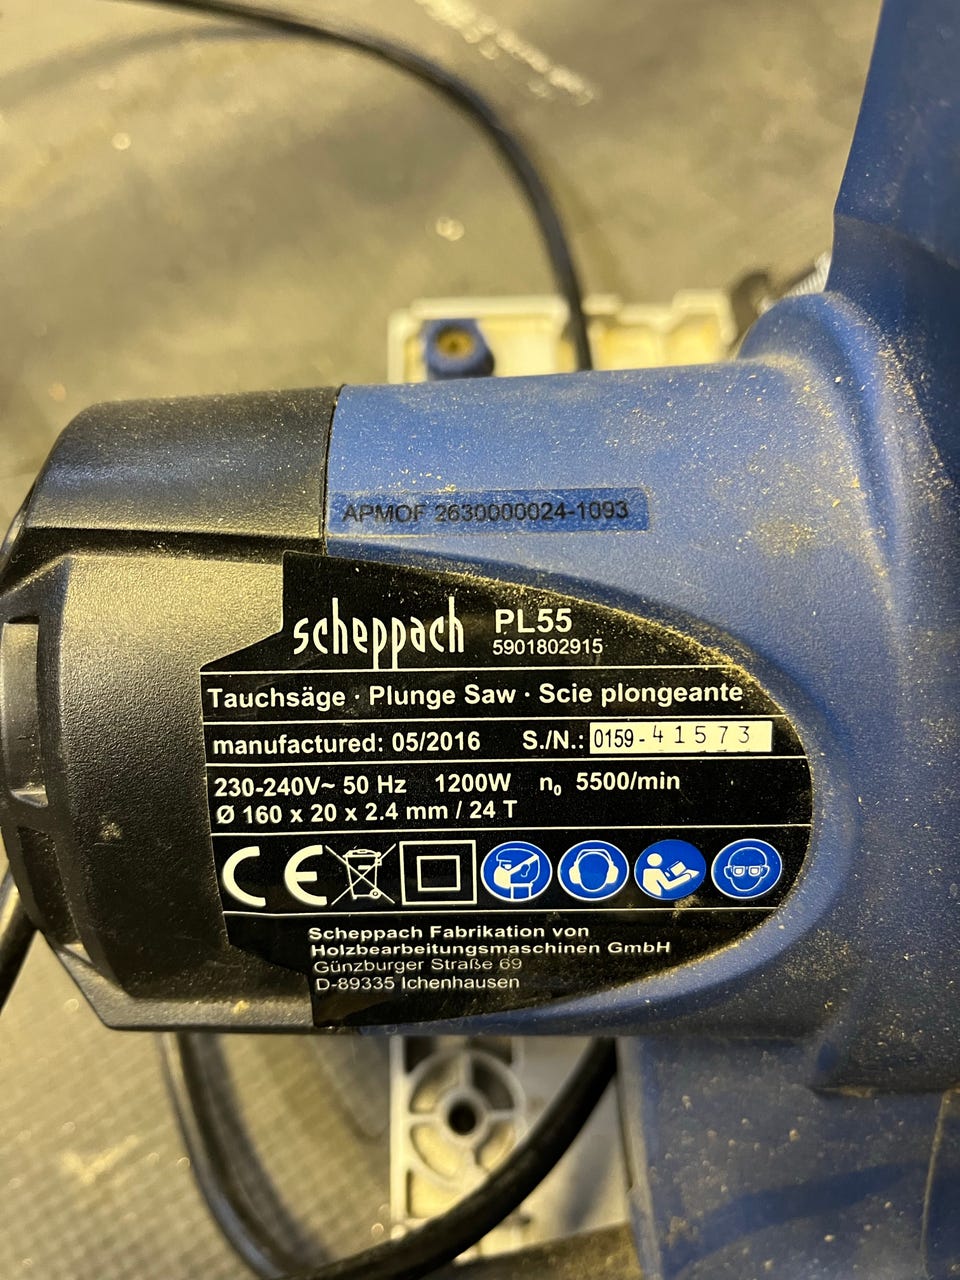 APMOF 2630000024-1093
scheppach PL55
5901802915
Tauchsäge · Plunge Saw · Scie plongeante
manufactured: 05/2016 S./N.: 0159-41573
230-240V~ 50 Hz 1200W n₀ 5500/min
Ø 160 x 20 x 2.4 mm / 24 T
CE
Scheppach Fabrikation von
Holzbearbeitungsmaschinen GmbH
Günzburger Straße 69
D-89335 Ichenhausen